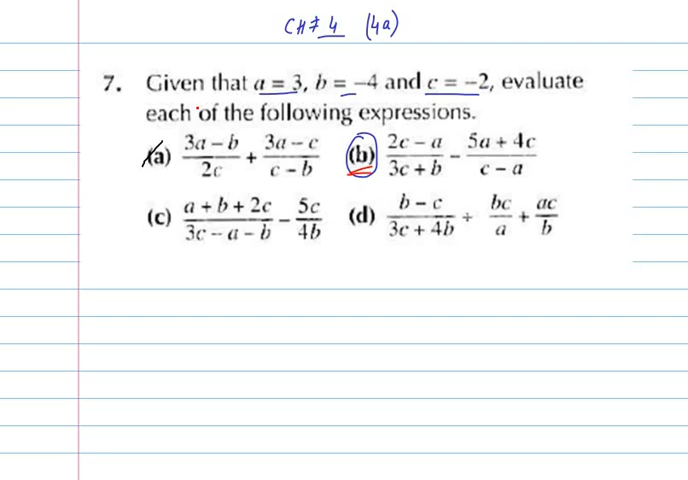 CH # 4 (4a)
7. Given that a = 3, b = −4 and c = −2, evaluate
each of the following expressions.
(a) (3a − b)/(2c) + (3a − c)/(c − b) (b) (2c − a)/(3c + b) − (5a + 4c)/(c − a)
(c) (a + b + 2c)/(3c − a − b) − 5c/4b (d) (b − c)/(3c + 4b) ÷ (bc/a + ac/b)